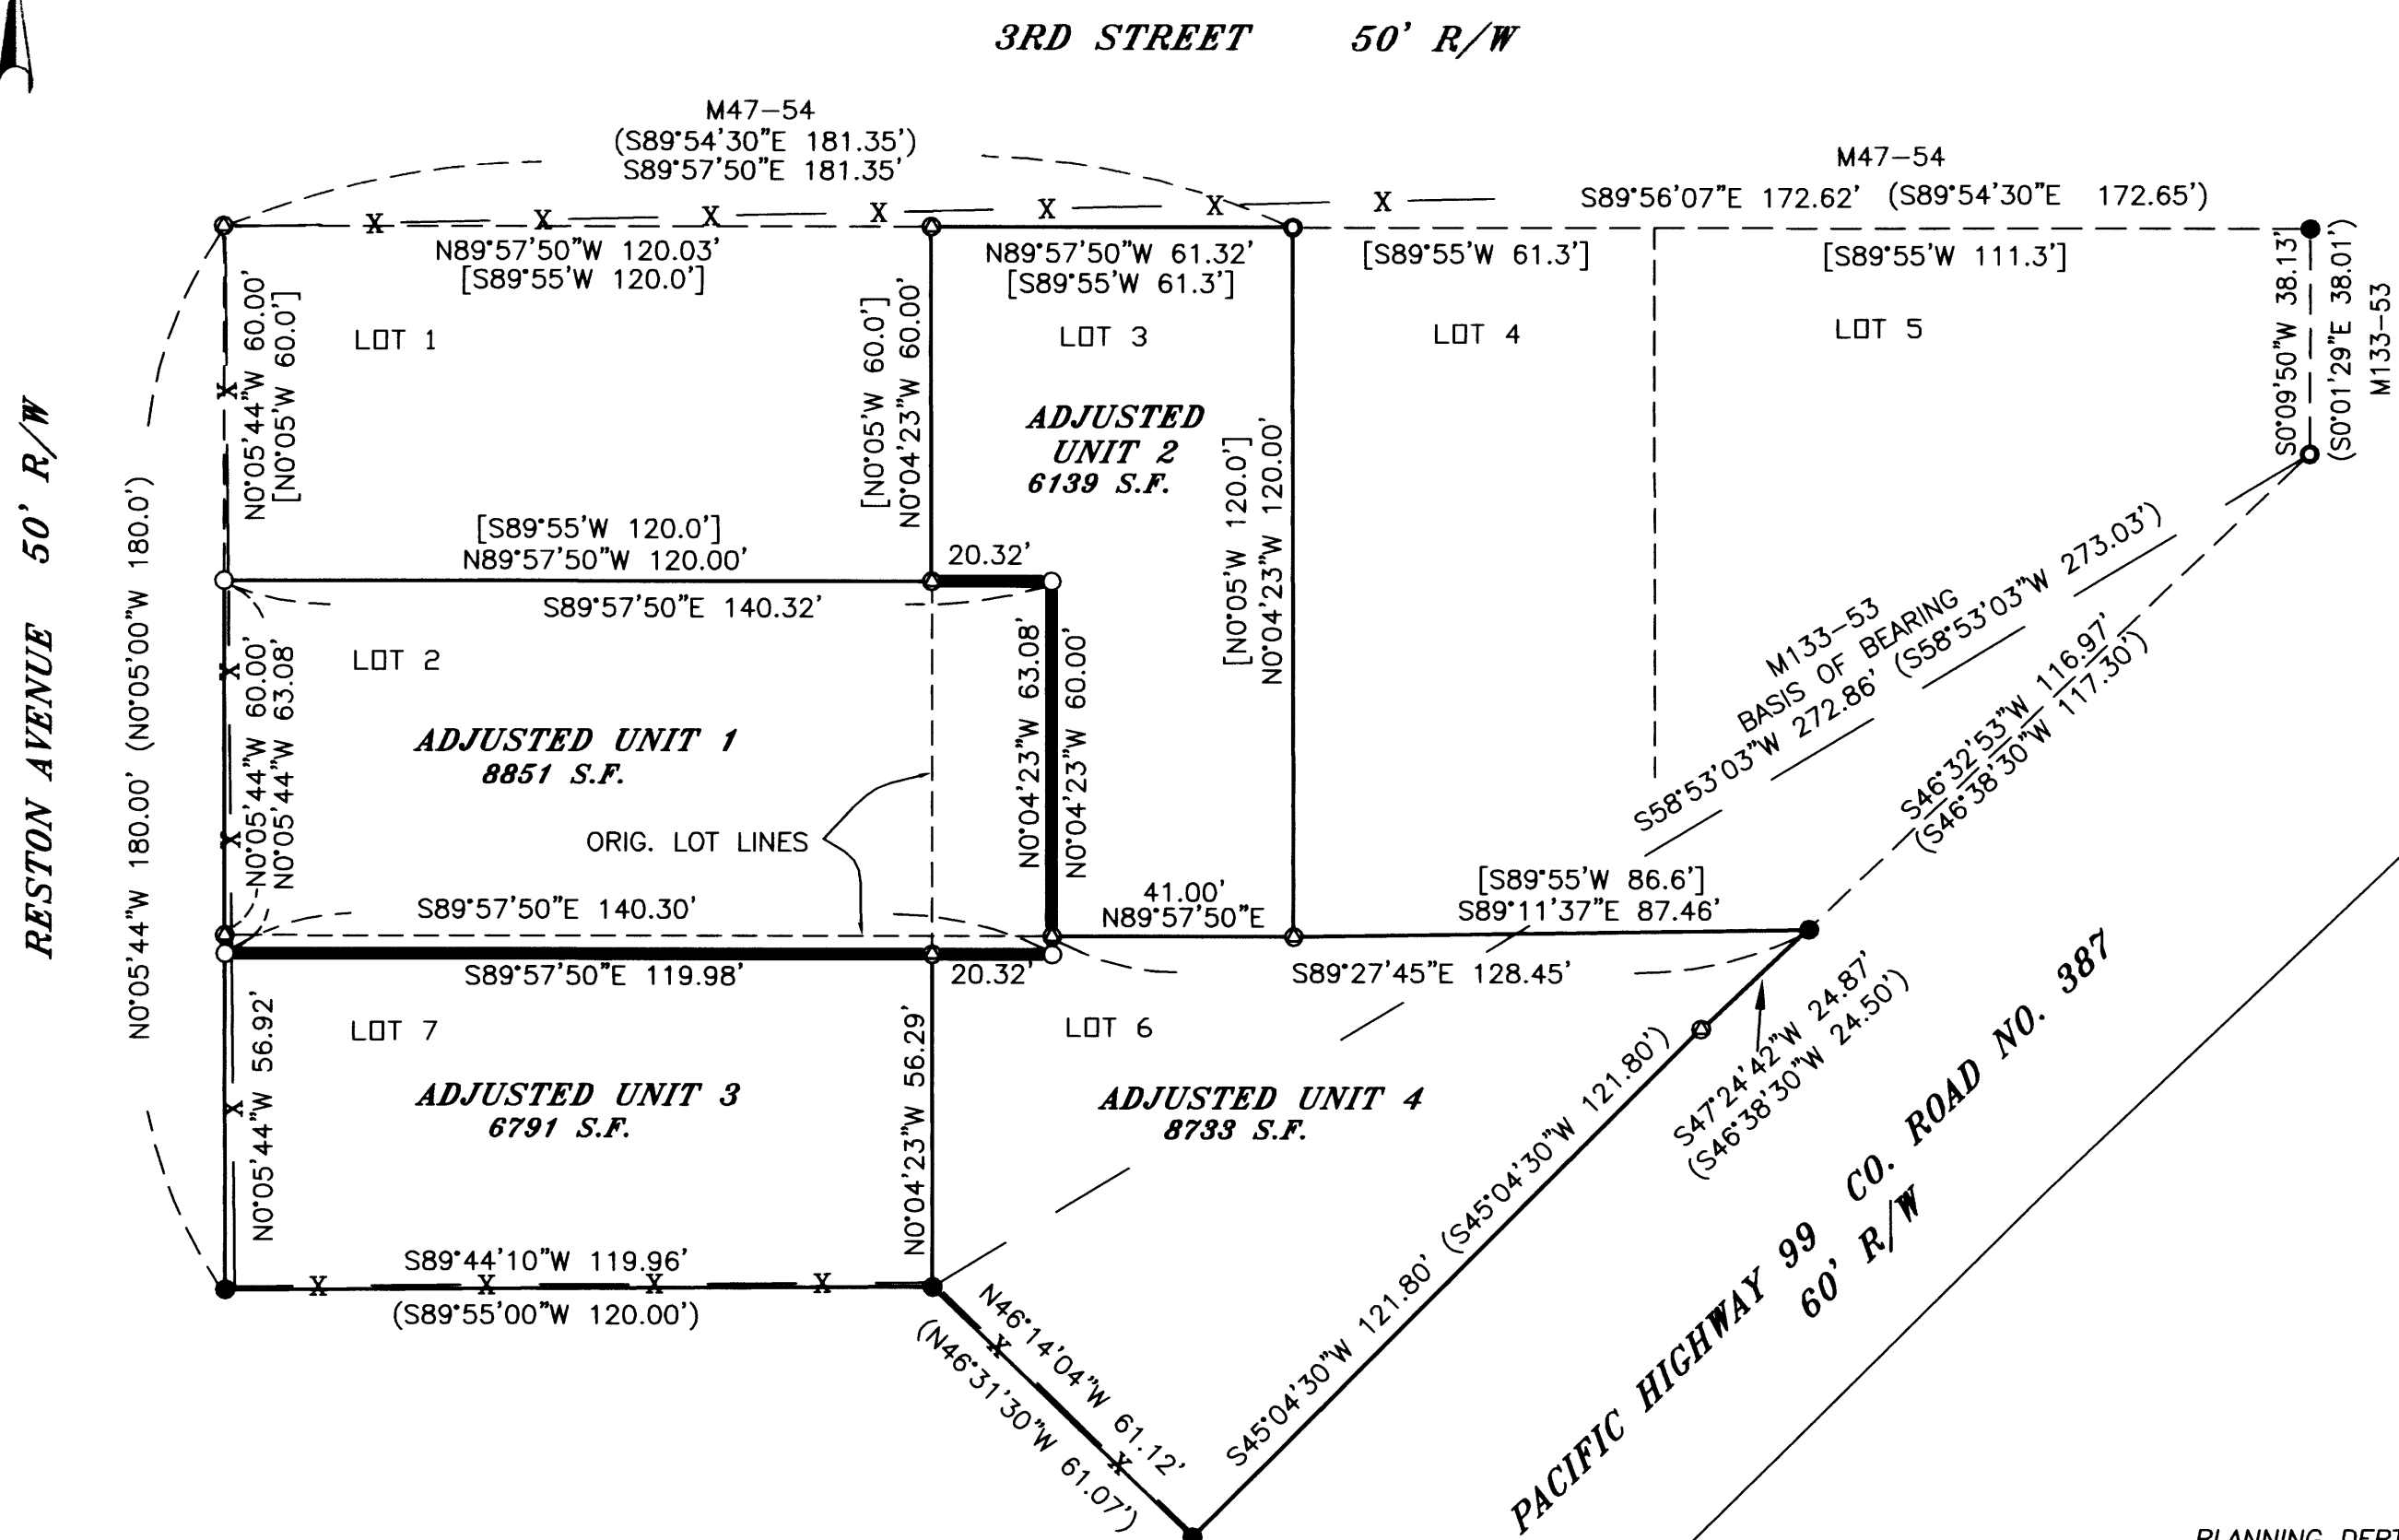 3RD STREET 50' R/W
M47-54
(S89°54'30"E 181.35')
S89°57'50"E 181.35'
M47-54
S89°56'07"E 172.62' (S89°54'30"E 172.65')
X X X X X X X
N89°57'50"W 120.03'
[S89°55'W 120.0']
N89°57'50"W 61.32'
[S89°55'W 61.3']
[S89°55'W 61.3']
[S89°55'W 111.3']
S0°09'50"W 38.13'
(S0°01'29"E 38.01')
M133-53
LOT 1
LOT 3
LOT 4
LOT 5
N0°05'44"W 60.00'
[N0°05'W 60.0']
X
[N0°05'W 60.0']
N0°04'23"W 60.00'
ADJUSTED
UNIT 2
6139 S.F.
[N0°05'W 120.0']
N0°04'23"W 120.00'
RESTON AVENUE 50' R/W
N0°05'44"W 180.00' (N0°05'00"W 180.0')
[S89°55'W 120.0']
N89°57'50"W 120.00'
20.32'
S89°57'50"E 140.32'
LOT 2
X
X
N0°05'44"W 60.00'
N0°05'44"W 63.08'
ADJUSTED UNIT 1
8851 S.F.
N0°04'23"W 63.08'
N0°04'23"W 60.00'
ORIG. LOT LINES
M133-53
BASIS OF BEARING
S58°53'03"W 272.86' (S58°53'03"W 273.03')
S46°32'53"W 116.97'
(S46°38'30"W 117.30')
S89°57'50"E 140.30'
41.00'
N89°57'50"E
[S89°55'W 86.6']
S89°11'37"E 87.46'
S89°57'50"E 119.98'
20.32'
S89°27'45"E 128.45'
LOT 7
LOT 6
N0°05'44"W 56.92'
X
ADJUSTED UNIT 3
6791 S.F.
N0°04'23"W 56.29'
ADJUSTED UNIT 4
8733 S.F.
S47°24'42"W 24.87'
(S46°38'30"W 24.50')
S45°04'30"W 121.80' (S45°04'30"W 121.80')
PACIFIC HIGHWAY 99 CO. ROAD NO. 387
60' R/W
S89°44'10"W 119.96'
X X X X
(S89°55'00"W 120.00')
N46°14'04"W 61.12'
X X
(N46°31'30"W 61.07')
PLANNING DEPT